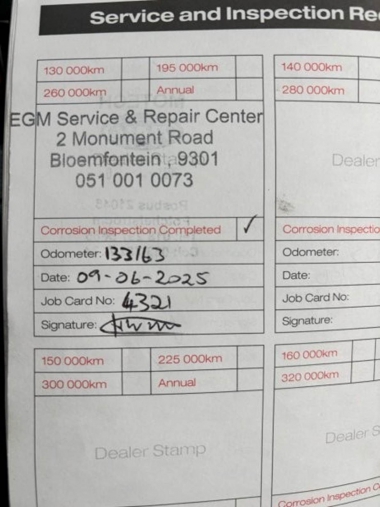 Service and Inspection Re
130 000km 195 000km
260 000km Annual
EGM Service & Repair Center
2 Monument Road
Bloemfontein , 9301
051 001 0073
Corrosion Inspection Completed ✓
Odometer: 133163
Date: 09-06-2025
Job Card No: 4321
Signature:
140 000km
280 000km
Dealer
Corrosion Inspectio
Odometer:
Date:
Job Card No:
Signature:
150 000km 225 000km
300 000km Annual
Dealer Stamp
160 000km
320 000km
Dealer S
Corrosion Inspection C